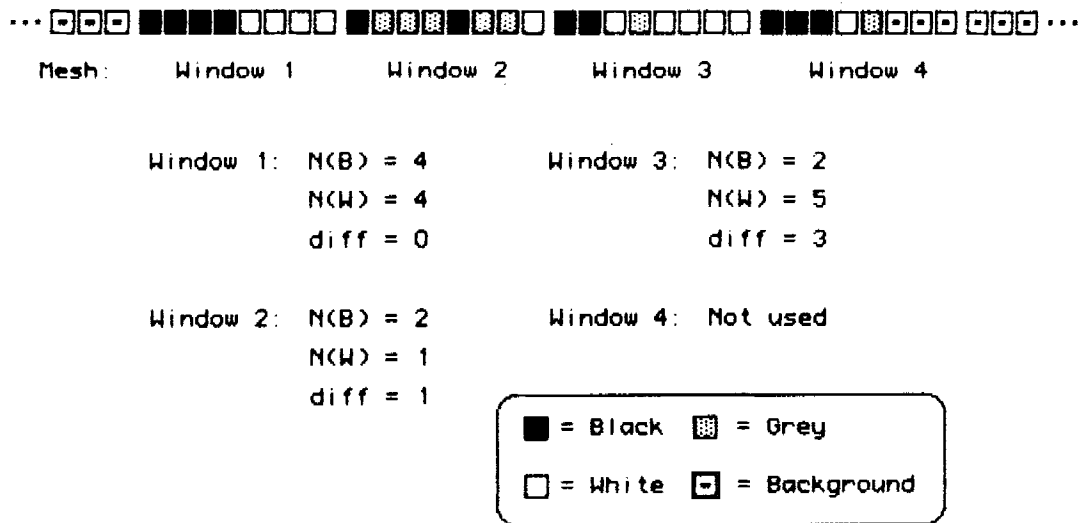 Mesh: Window 1 Window 2 Window 3 Window 4
Window 1: N(B) = 4
N(W) = 4
diff = 0
Window 3: N(B) = 2
N(W) = 5
diff = 3
Window 2: N(B) = 2
N(W) = 1
diff = 1
Window 4: Not used
= Black = Grey
= White = Background